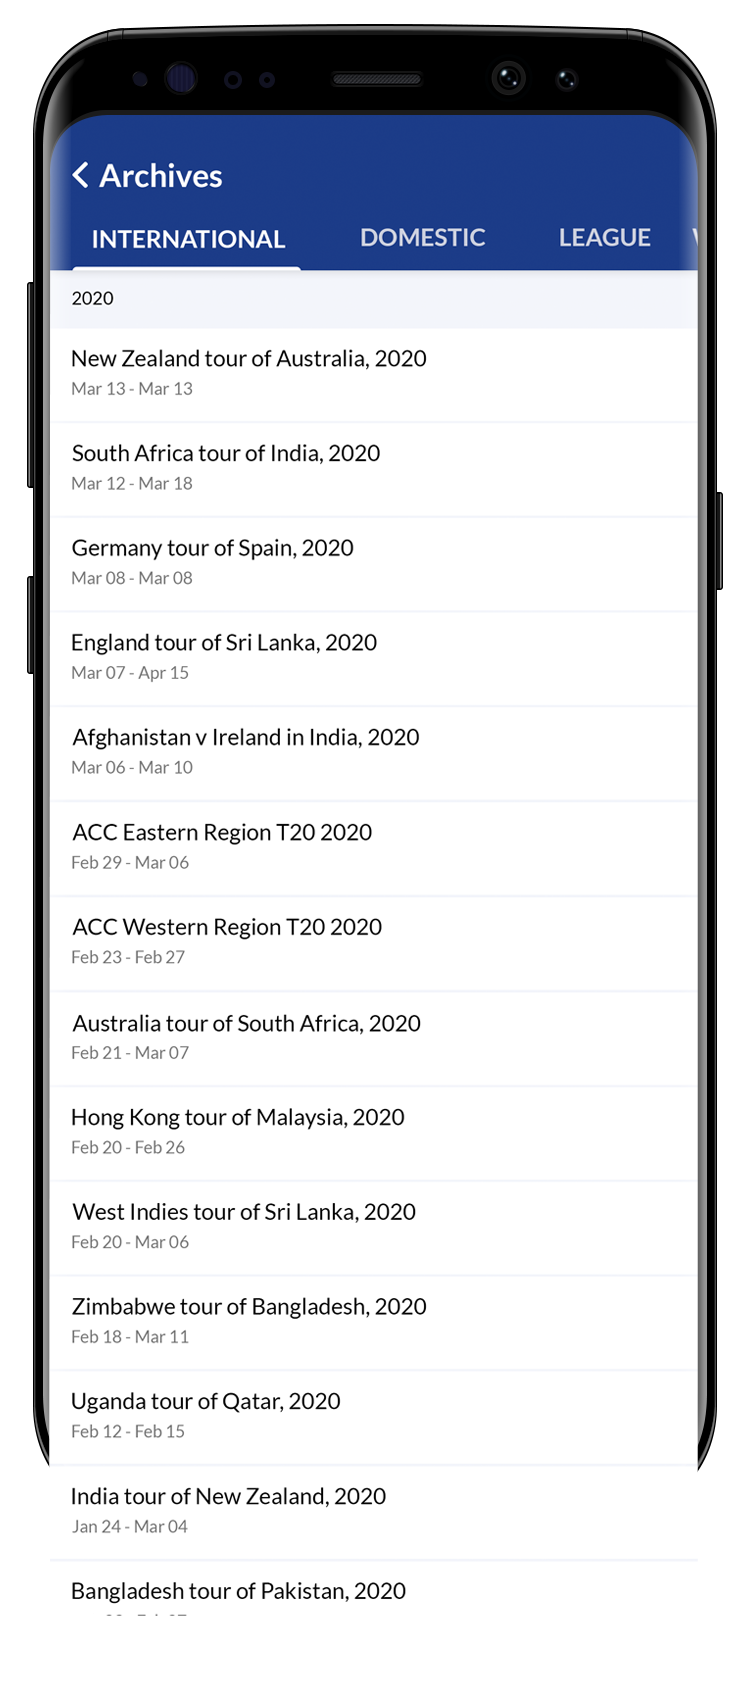 Archives
INTERNATIONAL DOMESTIC LEAGUE
2020
New Zealand tour of Australia, 2020
Mar 13 - Mar 13
South Africa tour of India, 2020
Mar 12 - Mar 18
Germany tour of Spain, 2020
Mar 08 - Mar 08
England tour of Sri Lanka, 2020
Mar 07 - Apr 15
Afghanistan v Ireland in India, 2020
Mar 06 - Mar 10
ACC Eastern Region T20 2020
Feb 29 - Mar 06
ACC Western Region T20 2020
Feb 23 - Feb 27
Australia tour of South Africa, 2020
Feb 21 - Mar 07
Hong Kong tour of Malaysia, 2020
Feb 20 - Feb 26
West Indies tour of Sri Lanka, 2020
Feb 20 - Mar 06
Zimbabwe tour of Bangladesh, 2020
Feb 18 - Mar 11
Uganda tour of Qatar, 2020
Feb 12 - Feb 15
India tour of New Zealand, 2020
Jan 24 - Mar 04
Bangladesh tour of Pakistan, 2020